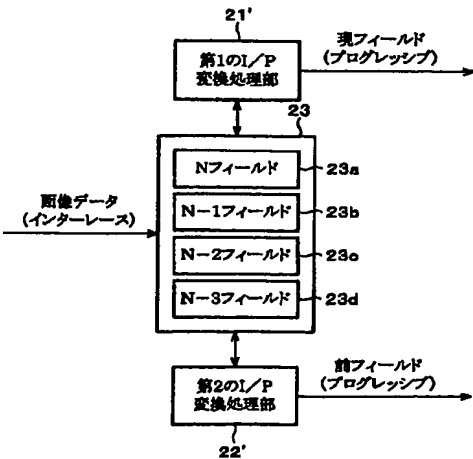 21'
第1のI/P
変換処理部
現フィールド
(プログレッシブ)
23
画像データ
(インターレース)
Nフィールド
23a
N-1フィールド
23b
N-2フィールド
23c
N-3フィールド
23d
第2のI/P
変換処理部
前フィールド
(プログレッシブ)
22'